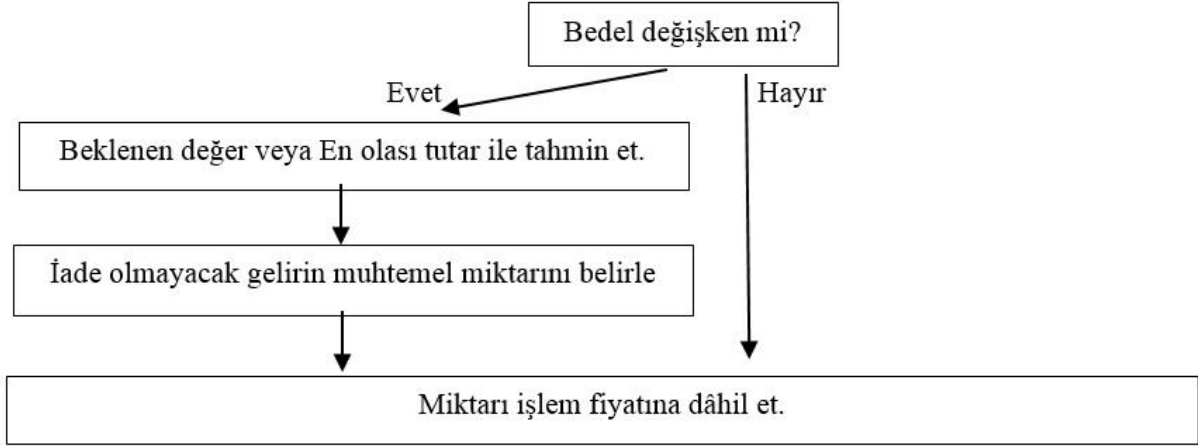 Bedel değişken mi?
Evet
Hayır
Beklenen değer veya En olası tutar ile tahmin et.
İade olmayacak gelirin muhtemel miktarını belirle
Miktarı işlem fiyatına dâhil et.